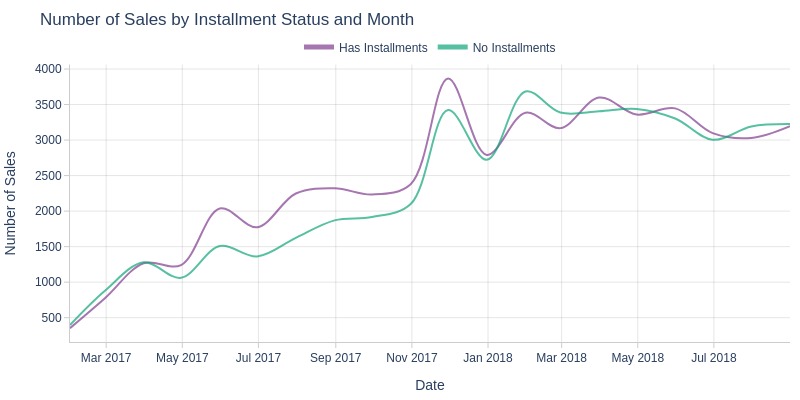 Number of Sales by Installment Status and Month
Has Installments
No Installments
Number of Sales
4000
3500
3000
2500
2000
1500
1000
500
Mar 2017
May 2017
Jul 2017
Sep 2017
Nov 2017
Jan 2018
Mar 2018
May 2018
Jul 2018
Date